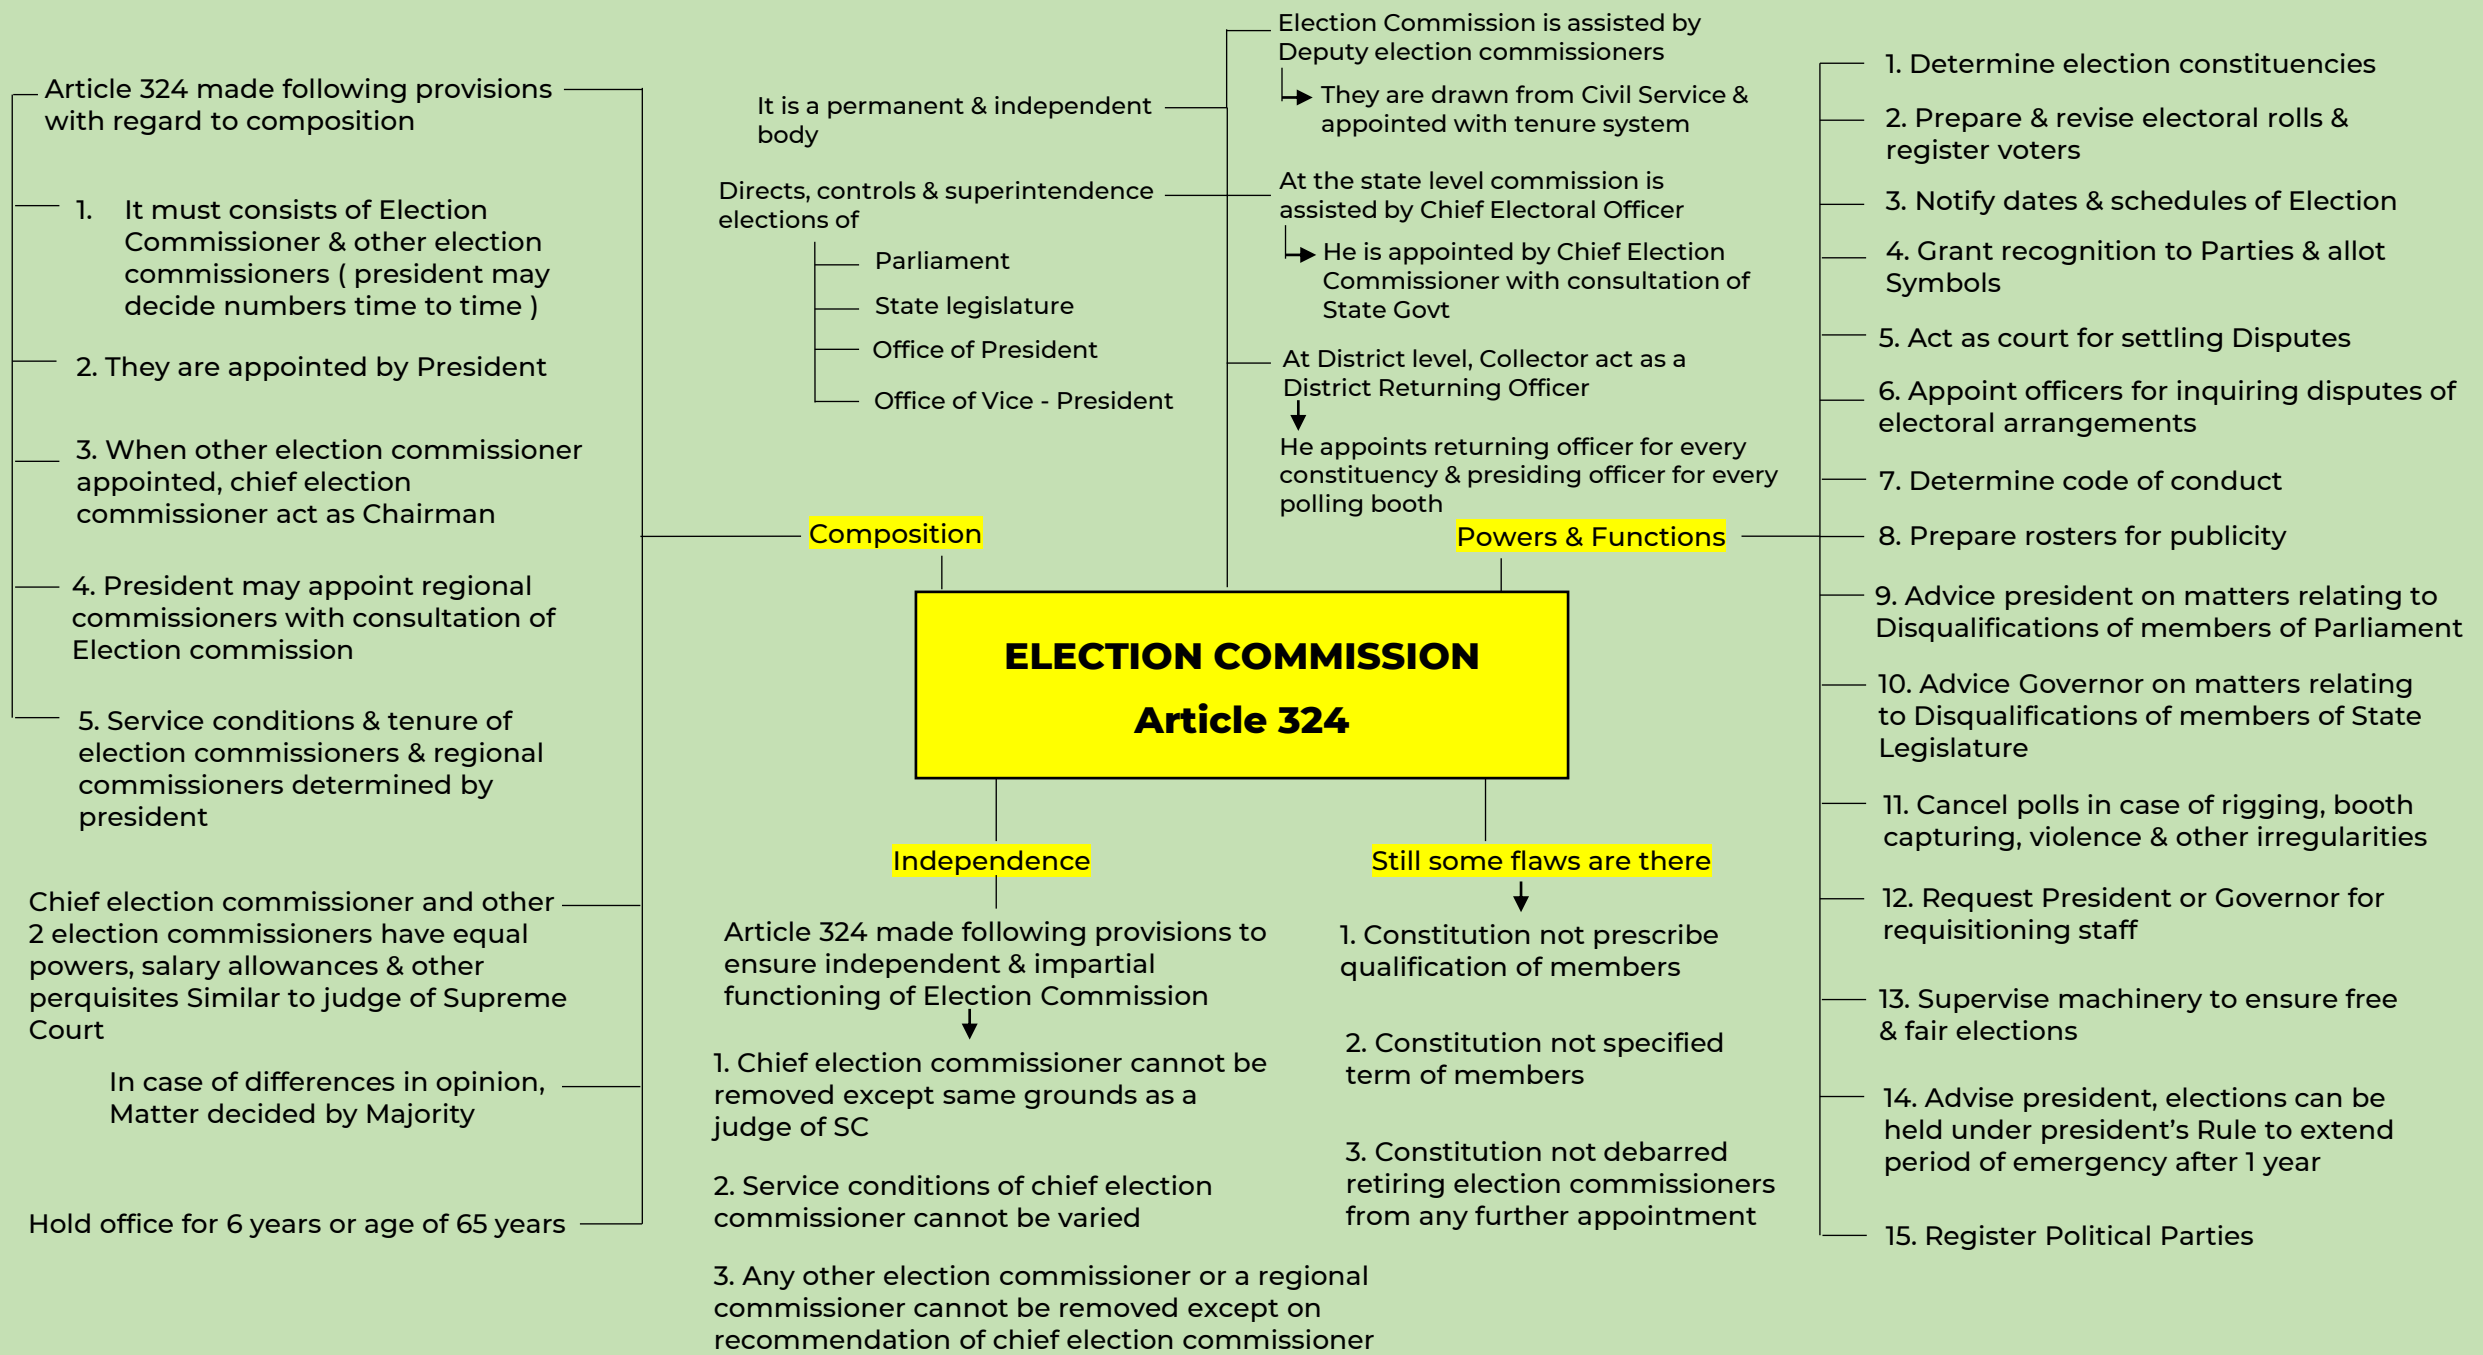 Article 324 made following provisions
with regard to composition
1. It must consists of Election
Commissioner & other election
commissioners ( president may
decide numbers time to time )
2. They are appointed by President
3. When other election commissioner
appointed, chief election
commissioner act as Chairman
4. President may appoint regional
commissioners with consultation of
Election commission
5. Service conditions & tenure of
election commissioners & regional
commissioners determined by
president
Chief election commissioner and other
2 election commissioners have equal
powers, salary allowances & other
perquisites Similar to judge of Supreme
Court
In case of differences in opinion,
Matter decided by Majority
Hold office for 6 years or age of 65 years
Composition
It is a permanent & independent
body
Directs, controls & superintendence
elections of
Parliament
State legislature
Office of President
Office of Vice - President
Election Commission is assisted by
Deputy election commissioners
They are drawn from Civil Service &
appointed with tenure system
At the state level commission is
assisted by Chief Electoral Officer
He is appointed by Chief Election
Commissioner with consultation of
State Govt
At District level, Collector act as a
District Returning Officer
He appoints returning officer for every
constituency & presiding officer for every
polling booth
ELECTION COMMISSION
Article 324
Independence
Article 324 made following provisions to
ensure independent & impartial
functioning of Election Commission
1. Chief election commissioner cannot be
removed except same grounds as a
judge of SC
2. Service conditions of chief election
commissioner cannot be varied
3. Any other election commissioner or a regional
commissioner cannot be removed except on
recommendation of chief election commissioner
Still some flaws are there
1. Constitution not prescribe
qualification of members
2. Constitution not specified
term of members
3. Constitution not debarred
retiring election commissioners
from any further appointment
Powers & Functions
1. Determine election constituencies
2. Prepare & revise electoral rolls &
register voters
3. Notify dates & schedules of Election
4. Grant recognition to Parties & allot
Symbols
5. Act as court for settling Disputes
6. Appoint officers for inquiring disputes of
electoral arrangements
7. Determine code of conduct
8. Prepare rosters for publicity
9. Advice president on matters relating to
Disqualifications of members of Parliament
10. Advice Governor on matters relating
to Disqualifications of members of State
Legislature
11. Cancel polls in case of rigging, booth
capturing, violence & other irregularities
12. Request President or Governor for
requisitioning staff
13. Supervise machinery to ensure free
& fair elections
14. Advise president, elections can be
held under president’s Rule to extend
period of emergency after 1 year
15. Register Political Parties